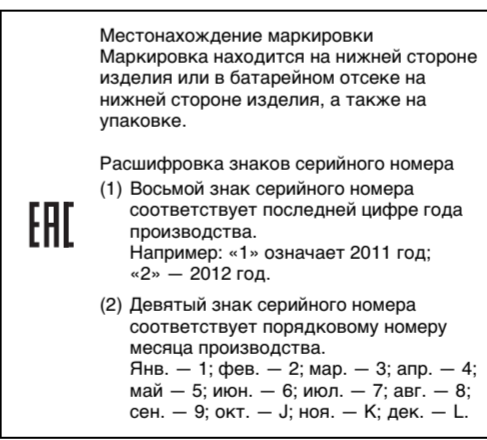 Местонахождение маркировки
Маркировка находится на нижней стороне
изделия или в батарейном отсеке на
нижней стороне изделия, а также на
упаковке.
Расшифровка знаков серийного номера
(1) Восьмой знак серийного номера
соответствует последней цифре года
производства.
Например: «1» означает 2011 год;
«2» — 2012 год.
EAC
(2) Девятый знак серийного номера
соответствует порядковому номеру
месяца производства.
Янв. — 1; фев. — 2; мар. — 3; апр. — 4;
май — 5; июн. — 6; июл. — 7; авг. — 8;
сен. — 9; окт. — J; ноя. — K; дек. — L.